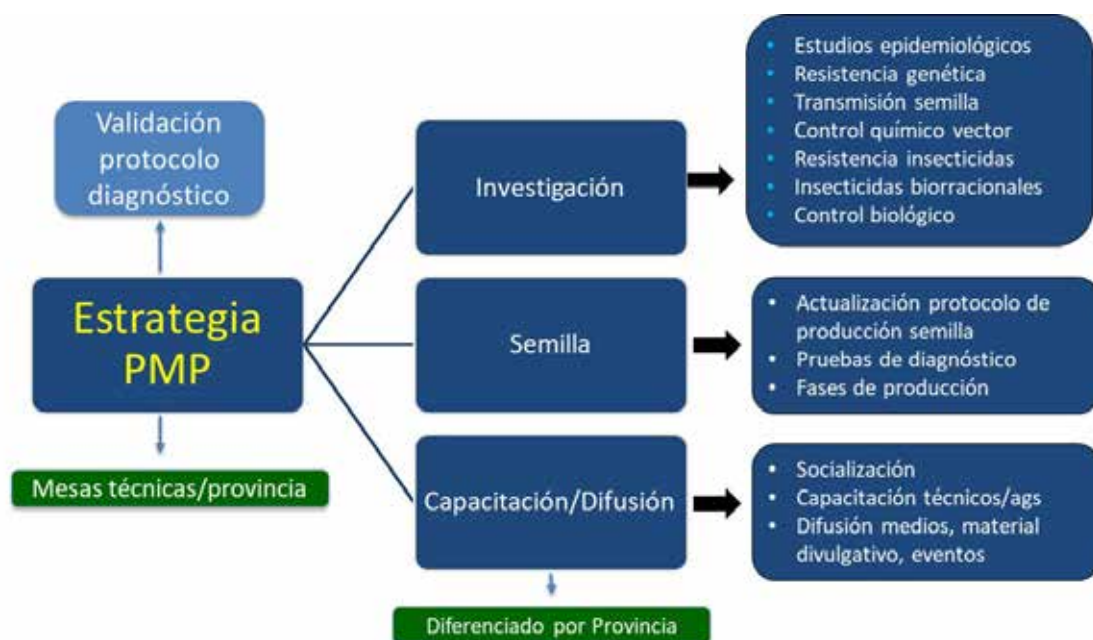 Validación
protocolo
diagnóstico
Estrategia
PMP
Mesas técnicas/provincia
Investigación
• Estudios epidemiológicos
• Resistencia genética
• Transmisión semilla
• Control químico vector
• Resistencia insecticidas
• Insecticidas biorracionales
• Control biológico
Semilla
• Actualización protocolo de
producción semilla
• Pruebas de diagnóstico
• Fases de producción
Capacitación/Difusión
• Socialización
• Capacitación técnicos/ags
• Difusión medios, material
divulgativo, eventos
Diferenciado por Provincia